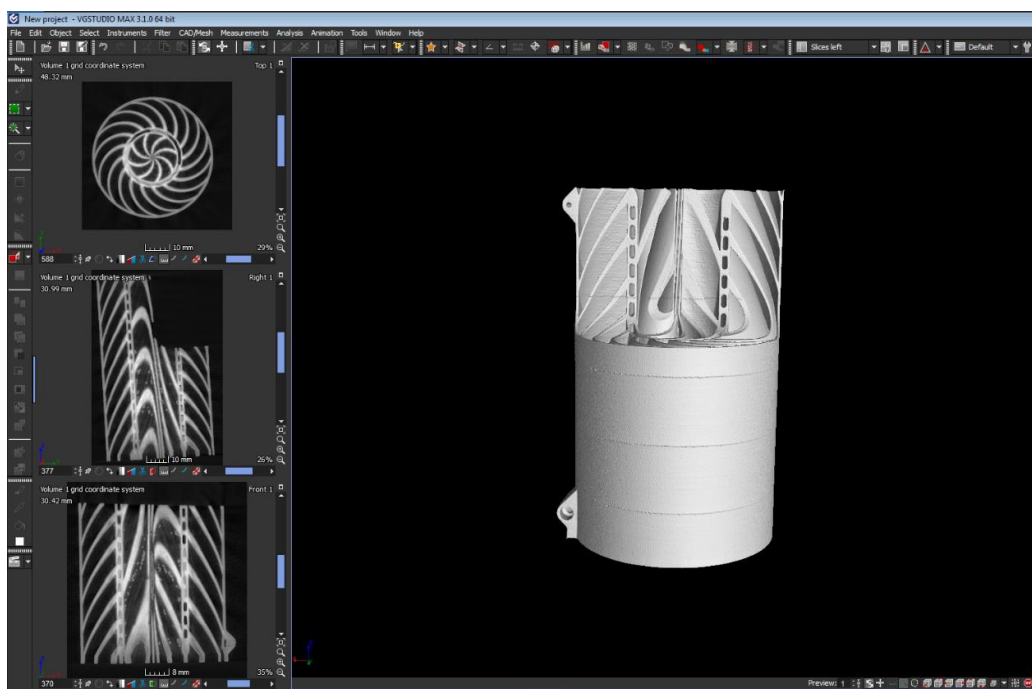 New project - VGSTUDIO MAX 3.1.0 64 bit
File Edit Object Select Instruments Filter CAD/Mesh Measurements Analysis Animation Tools Window Help
Slices left
Default
Volume 1 grid coordinate system Top 1
48.32 mm
10 mm 29%
588
Volume 1 grid coordinate system Right 1
30.99 mm
10 mm 26%
377
Volume 1 grid coordinate system Front 1
30.42 mm
8 mm 35%
370
Preview: 1